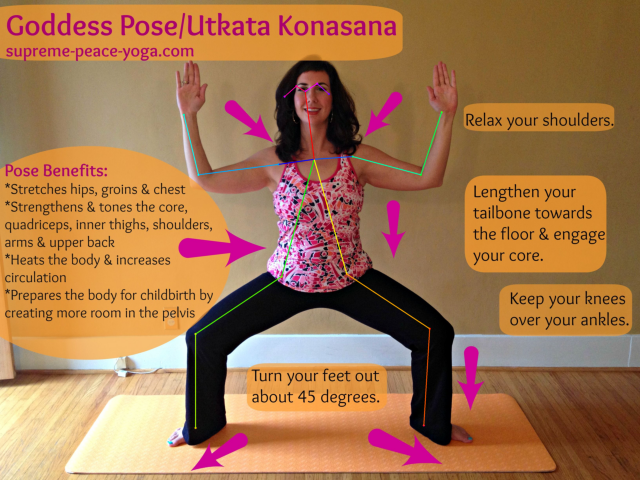 Goddess Pose/Utkata Konasana
supreme-peace-yoga.com
Relax your shoulders.
Pose Benefits:
*Stretches hips, groins & chest
*Strengthens & tones the core,
quadriceps, inner thighs, shoulders,
arms & upper back
*Heats the body & increases
circulation
*Prepares the body for childbirth by
creating more room in the pelvis
Lengthen your
tailbone towards
the floor & engage
your core.
Keep your knees
over your ankles.
Turn your feet out
about 45 degrees.